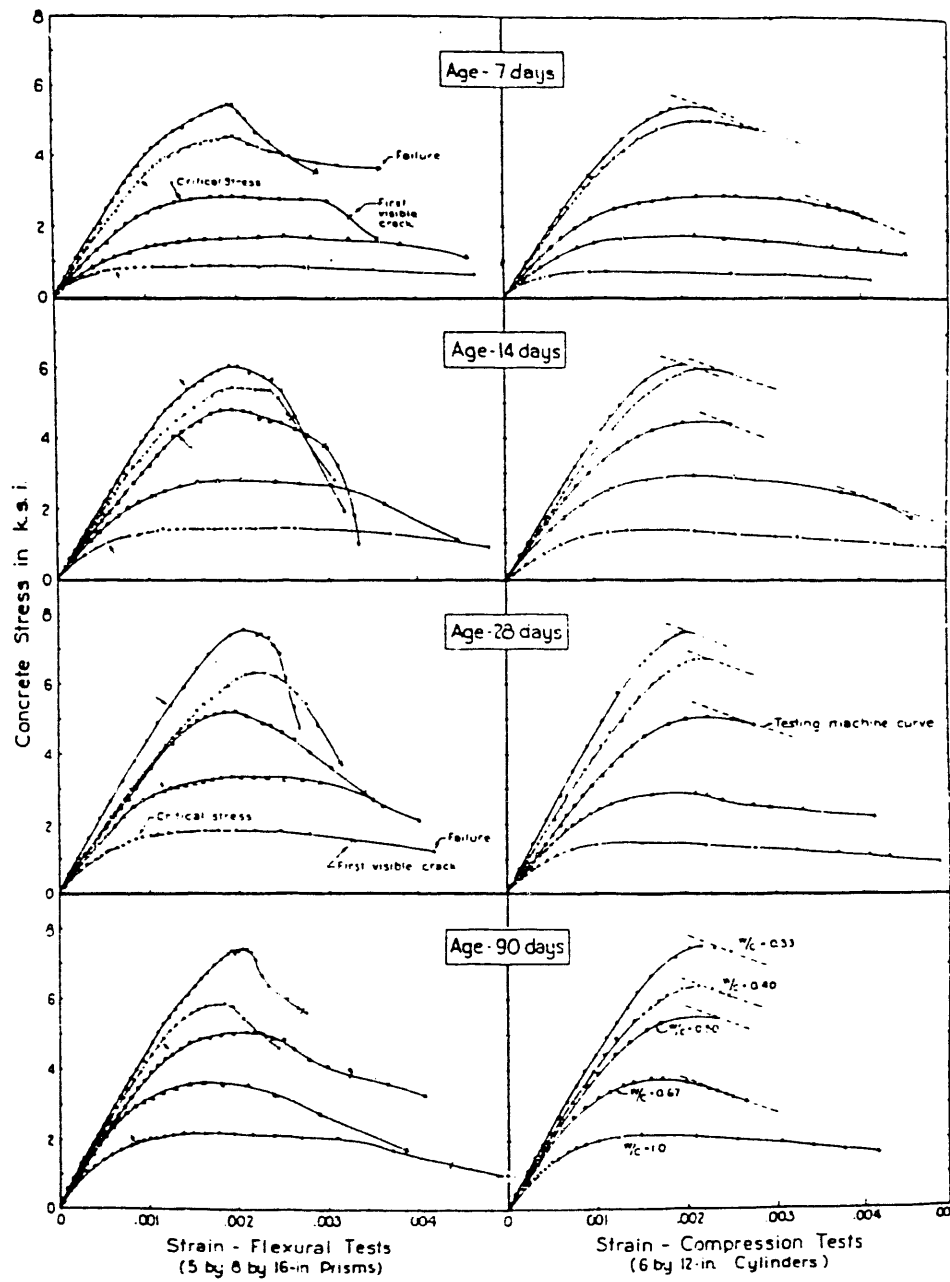 8
Age - 7 days
6
Failure
4
Critical Stress
First
visible
crack
2
0
Age - 14 days
6
4
2
0
Concrete Stress in k.s.i.
8
Age - 28 days
6
Testing machine curve
4
2
Critical stress
Failure
First visible crack
0
8
Age - 90 days
W/C = 0.33
6
W/C = 0.40
W/C = 0.50
4
W/C = 0.67
2
W/C = 1.0
0
0 .001 .002 .003 .004 0 .001 .002 .003 .004
Strain - Flexural Tests
(5 by 8 by 16-in Prisms)
Strain - Compression Tests
(6 by 12-in Cylinders)